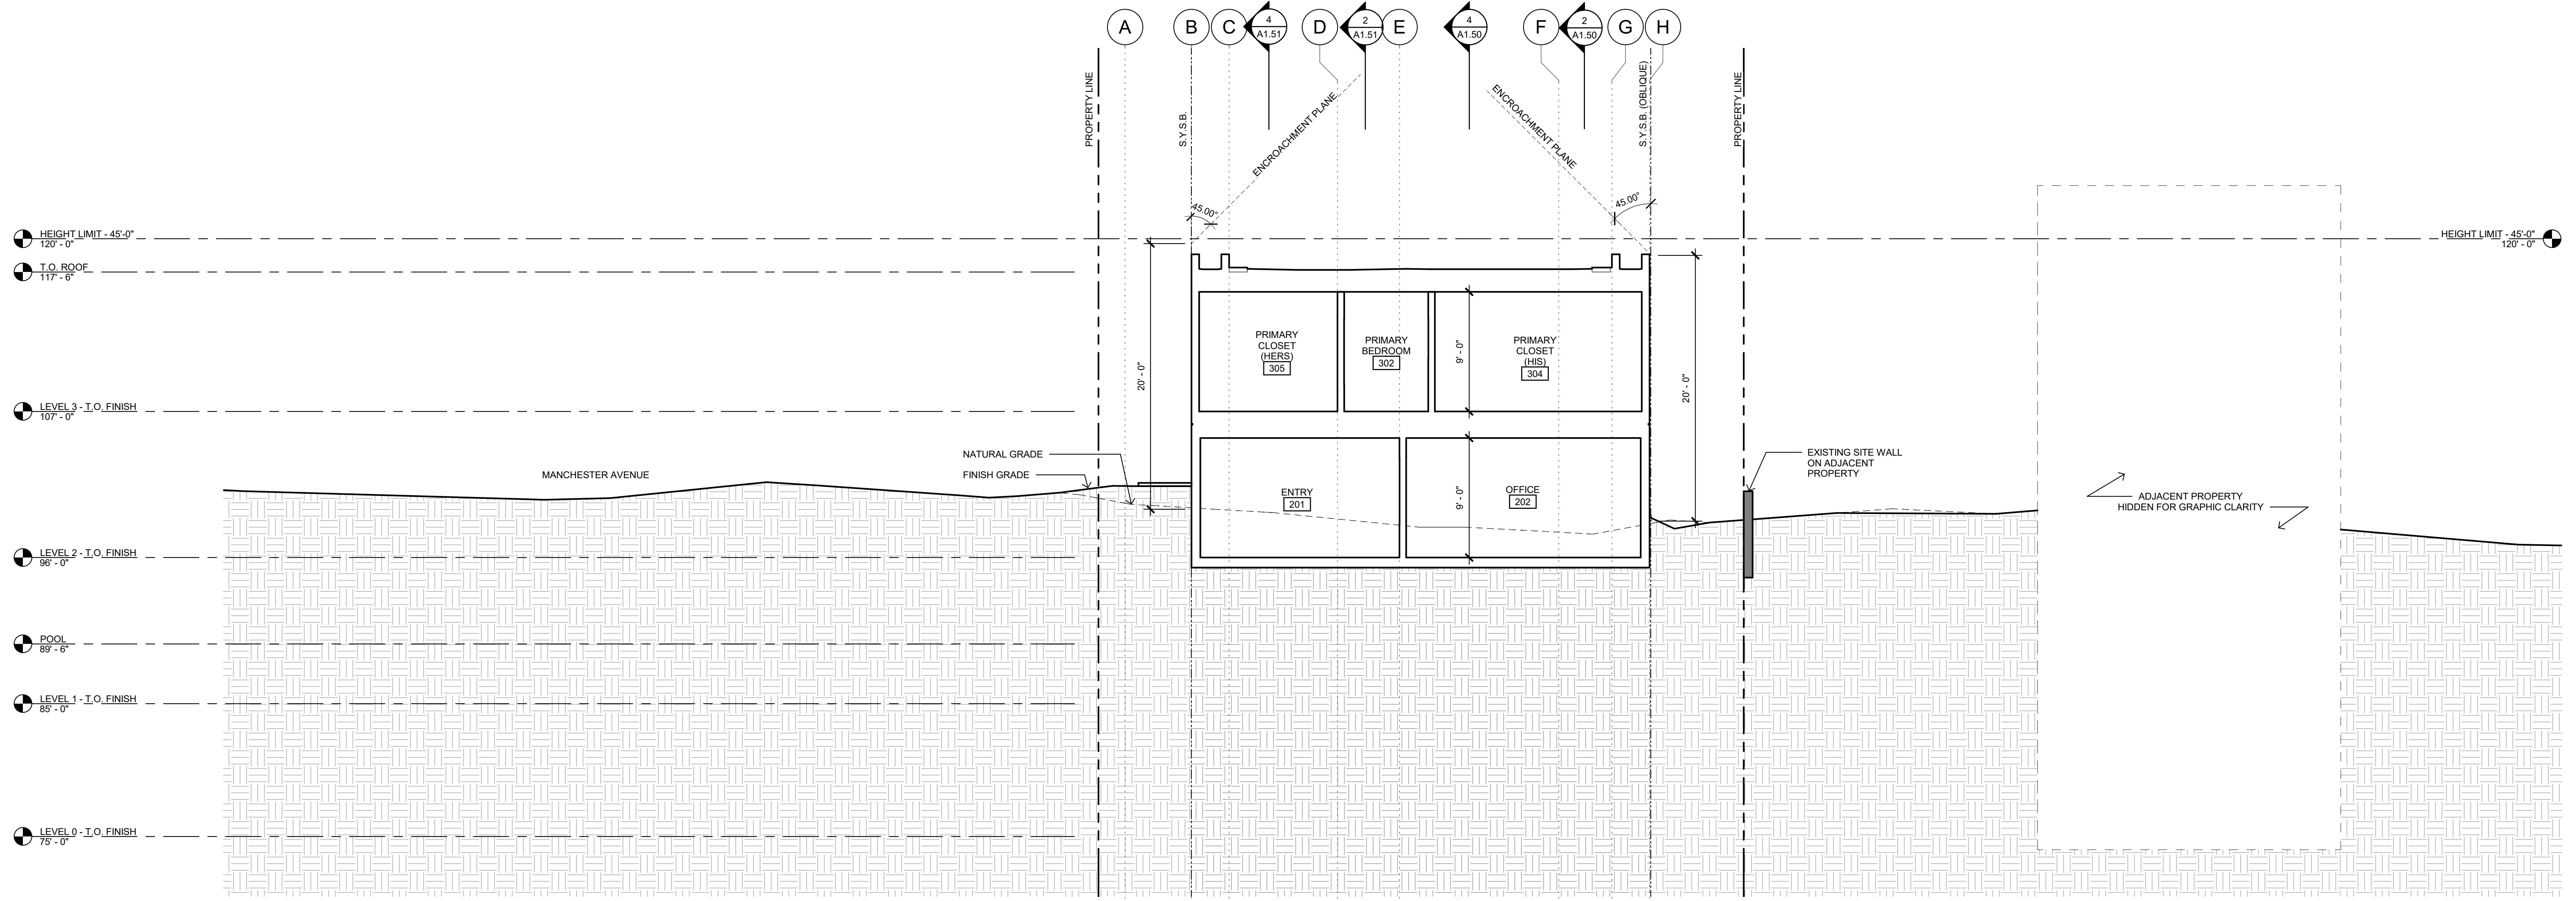 A
B
C
4
A1.51
D
2
A1.51
E
4
A1.50
F
2
A1.50
G
H
PROPERTY LINE
S.Y.S.B.
ENCROACHMENT PLANE
ENCROACHMENT PLANE
S.Y.S.B. (OBLIQUE)
PROPERTY LINE
45.00°
45.00°
HEIGHT LIMIT - 45'-0"
120' - 0"
HEIGHT LIMIT - 45'-0"
120' - 0"
T.O. ROOF
117' - 6"
20' - 0"
PRIMARY
CLOSET
(HERS)
305
PRIMARY
BEDROOM
302
9' - 0"
PRIMARY
CLOSET
(HIS)
304
20' - 0"
LEVEL 3 - T.O. FINISH
107' - 0"
NATURAL GRADE
FINISH GRADE
MANCHESTER AVENUE
ENTRY
201
9' - 0"
OFFICE
202
EXISTING SITE WALL
ON ADJACENT
PROPERTY
ADJACENT PROPERTY
HIDDEN FOR GRAPHIC CLARITY
LEVEL 2 - T.O. FINISH
96' - 0"
POOL
89' - 6"
LEVEL 1 - T.O. FINISH
85' - 0"
LEVEL 0 - T.O. FINISH
75' - 0"